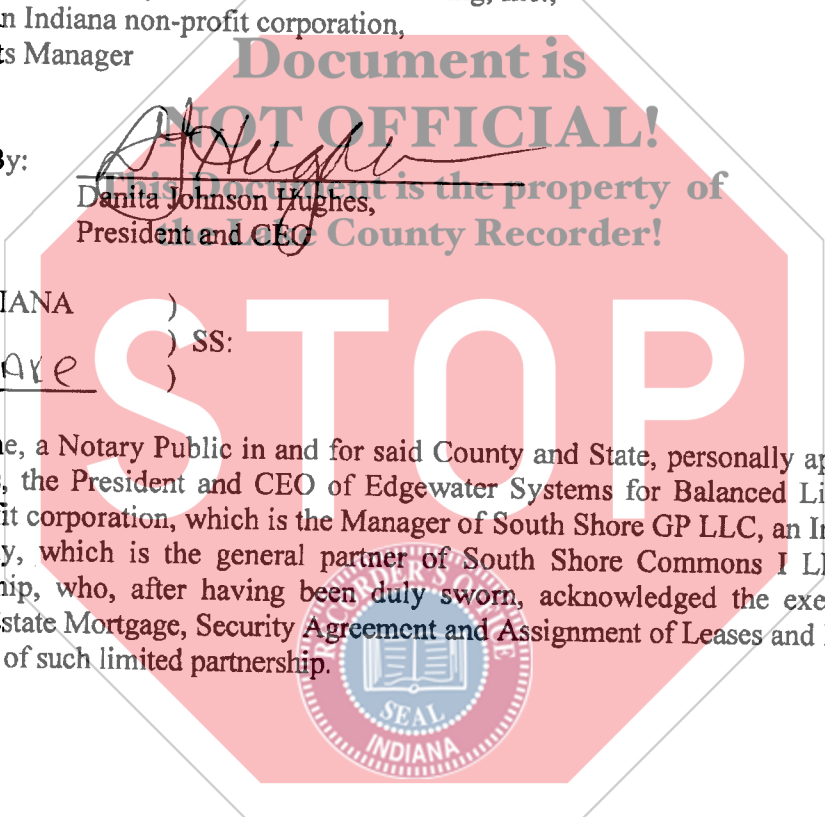 n Indiana non-profit corporation,
ts Manager
Document is
NOT OFFICIAL!
This Document is the property of
the Lake County Recorder!
By:
Danita Johnson Hughes,
President and CEO
IANA )
) SS:
ake )
STOP
e, a Notary Public in and for said County and State, personally ap
, the President and CEO of Edgewater Systems for Balanced Li
fit corporation, which is the Manager of South Shore GP LLC, an In
y, which is the general partner of South Shore Commons I L
hip, who, after having been duly sworn, acknowledged the exe
state Mortgage, Security Agreement and Assignment of Leases and
of such limited partnership.
RECORDER'S OFFICE
SEAL
INDIANA